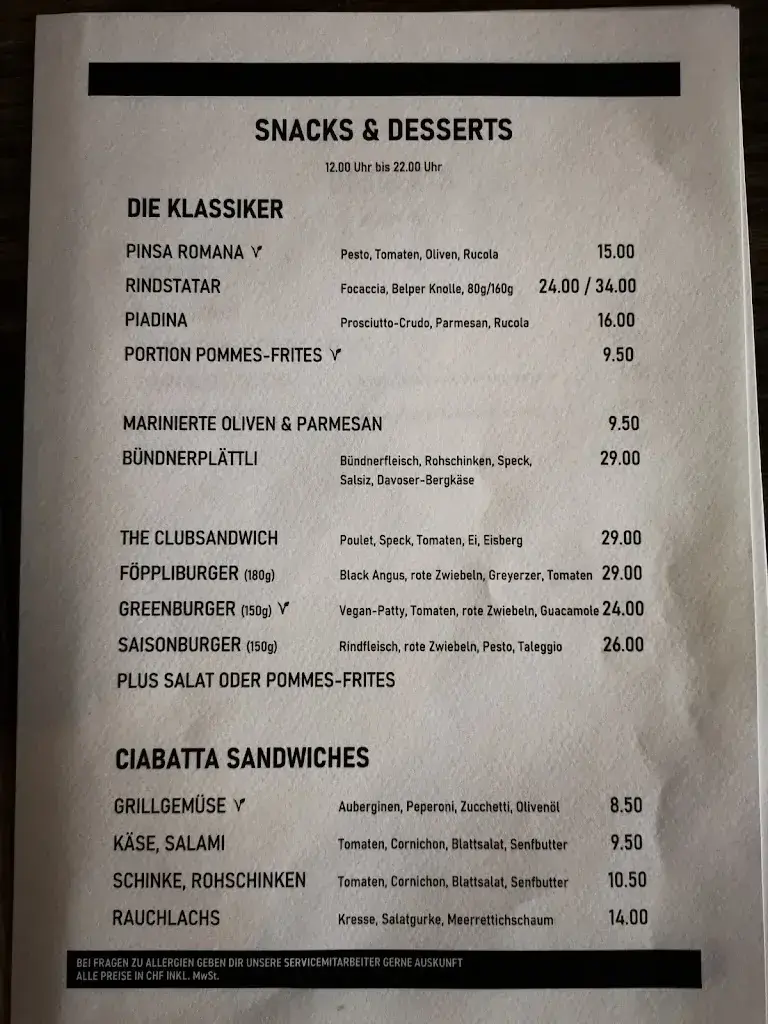 SNACKS & DESSERTS
12.00 Uhr bis 22.00 Uhr
DIE KLASSIKER
PINSA ROMANA Pesto, Tomaten, Oliven, Rucola 15.00
RINDSTATAR Focaccia, Belper Knolle, 80g/160g 24.00 / 34.00
PIADINA Prosciutto-Crudo, Parmesan, Rucola 16.00
PORTION POMMES-FRITES 9.50
MARINIERTE OLIVEN & PARMESAN 9.50
BÜNDNERPLÄTTLI Bündnerfleisch, Rohschinken, Speck, 29.00
Salsiz, Davoser-Bergkäse
THE CLUBSANDWICH Poulet, Speck, Tomaten, Ei, Eisberg 29.00
FÖPPLIBURGER (180g) Black Angus, rote Zwiebeln, Greyerzer, Tomaten 29.00
GREENBURGER (150g) Vegan-Patty, Tomaten, rote Zwiebeln, Guacamole 24.00
SAISONBURGER (150g) Rindfleisch, rote Zwiebeln, Pesto, Taleggio 26.00
PLUS SALAT ODER POMMES-FRITES
CIABATTA SANDWICHES
GRILLGEMÜSE Auberginen, Peperoni, Zucchetti, Olivenöl 8.50
KÄSE, SALAMI Tomaten, Cornichon, Blattsalat, Senfbutter 9.50
SCHINKE, ROHSCHINKEN Tomaten, Cornichon, Blattsalat, Senfbutter 10.50
RAUCHLACHS Kresse, Salatgurke, Meerrettichschaum 14.00
BEI FRAGEN ZU ALLERGIEN GEBEN DIR UNSERE SERVICEMITARBEITER GERNE AUSKUNFT
ALLE PREISE IN CHF INKL. MwSt.